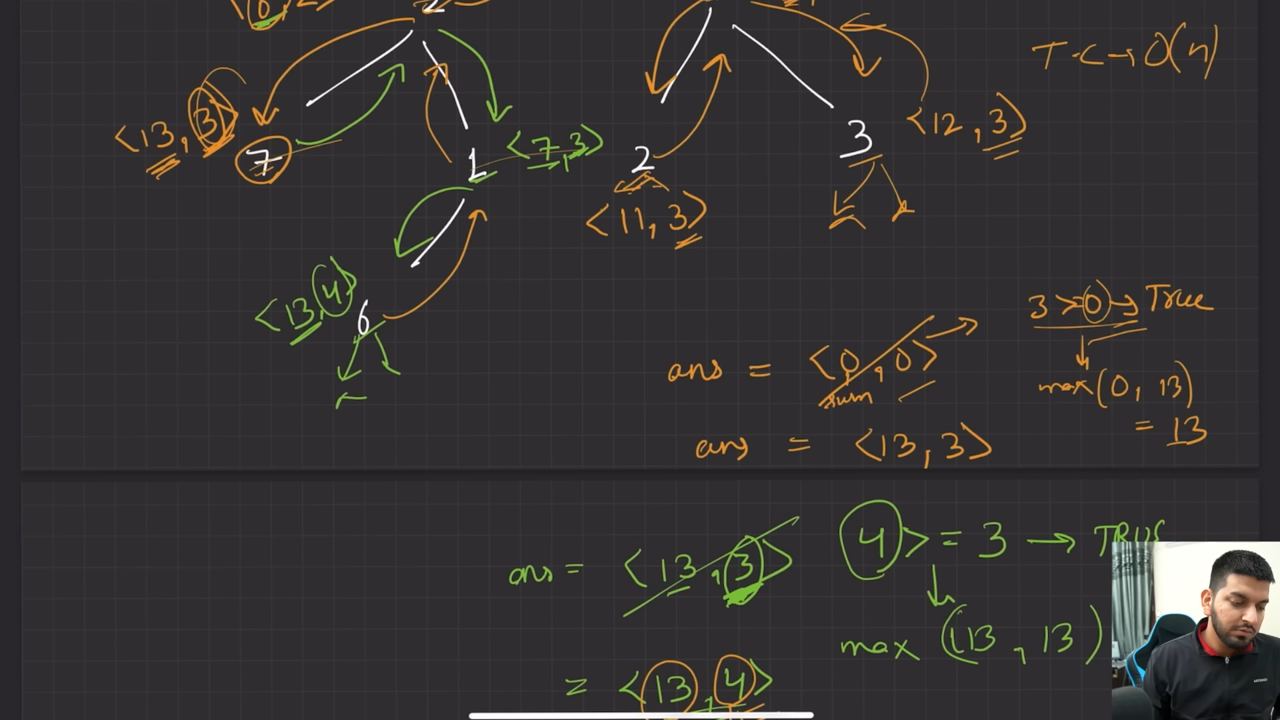 T-C → O(n)
<13, 3>
7
1
<7, 3>
2
<11, 3>
3
<12, 3>
<13, 4>
6
3 >= 0 → True
ans = <0, 0>
sum
max(0, 13)
= 13
ans = <13, 3>
ans = <13, 3>
4 >= 3 → TRUE
max (13, 13)
= <13, 4>